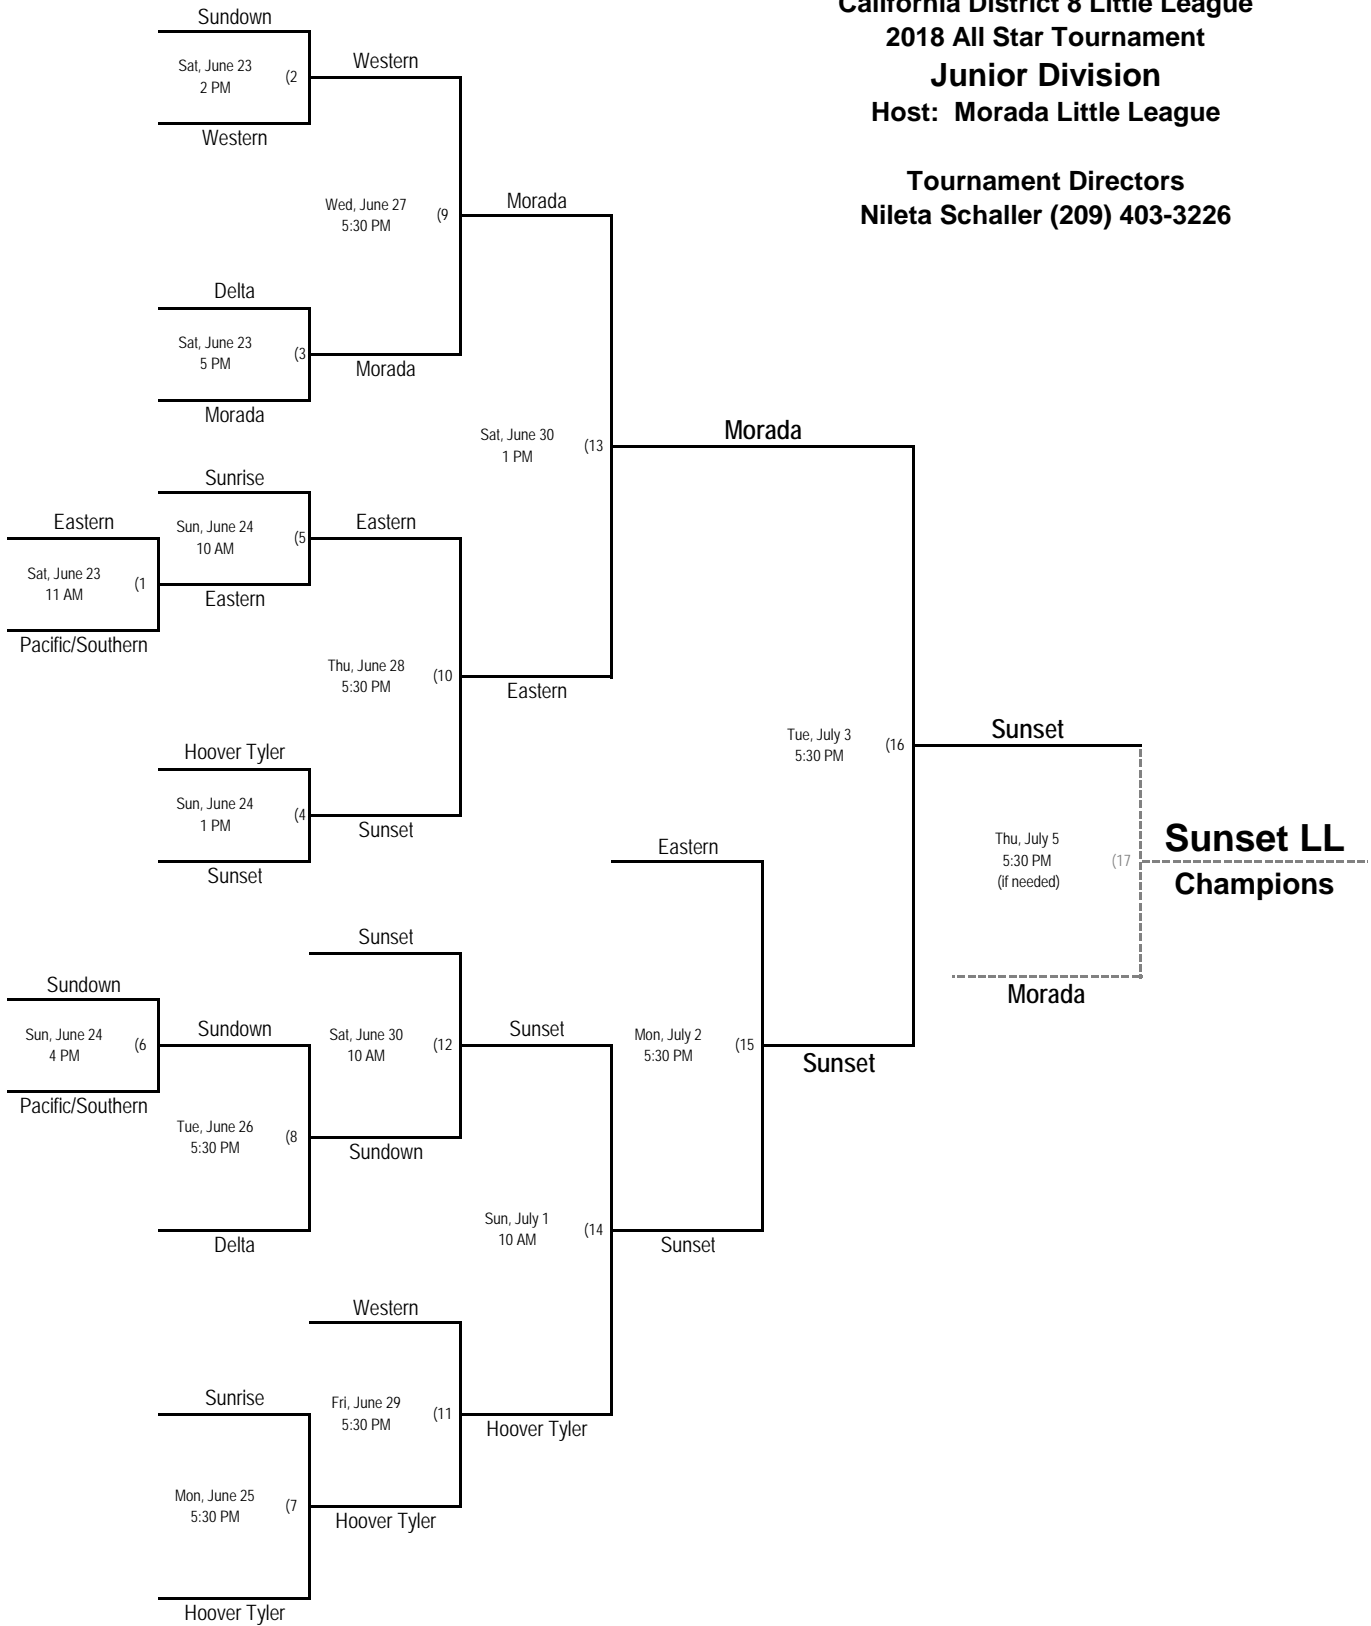 California District 8 Little League
2018 All Star Tournament
Junior Division
Host: Morada Little League
Tournament Directors
Nileta Schaller (209) 403-3226
Sundown
Sat, June 23
2 PM
(2
Western
Western
Wed, June 27
5:30 PM
(9
Morada
Delta
Sat, June 23
5 PM
(3
Morada
Morada
Sat, June 30
1 PM
(13
Morada
Sunrise
Eastern
Sun, June 24
10 AM
(5
Eastern
Sat, June 23
11 AM
(1
Eastern
Pacific/Southern
Thu, June 28
5:30 PM
(10
Eastern
Hoover Tyler
Sun, June 24
1 PM
(4
Sunset
Sunset
Tue, July 3
5:30 PM
(16
Sunset
Thu, July 5
5:30 PM
(if needed)
(17
Sunset LL
Champions
Morada
Eastern
Sunset
Sundown
Sun, June 24
4 PM
(6
Sundown
Pacific/Southern
Sat, June 30
10 AM
(12
Sunset
Mon, July 2
5:30 PM
(15
Sunset
Tue, June 26
5:30 PM
(8
Sundown
Delta
Sun, July 1
10 AM
(14
Sunset
Western
Sunrise
Fri, June 29
5:30 PM
(11
Hoover Tyler
Mon, June 25
5:30 PM
(7
Hoover Tyler
Hoover Tyler